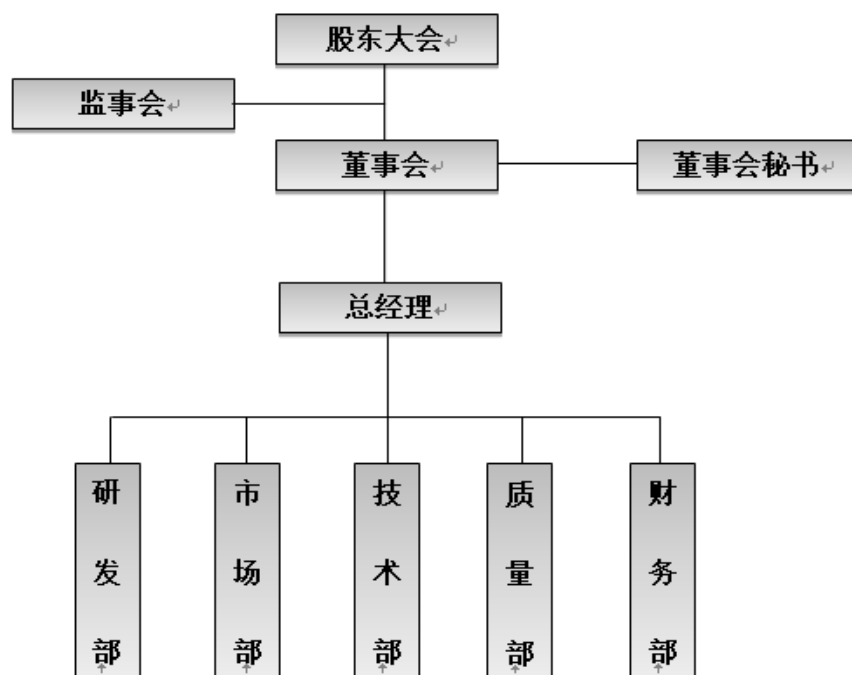 股东大会
监事会
董事会
董事会秘书
总经理
研发部
市场部
技术部
质量部
财务部